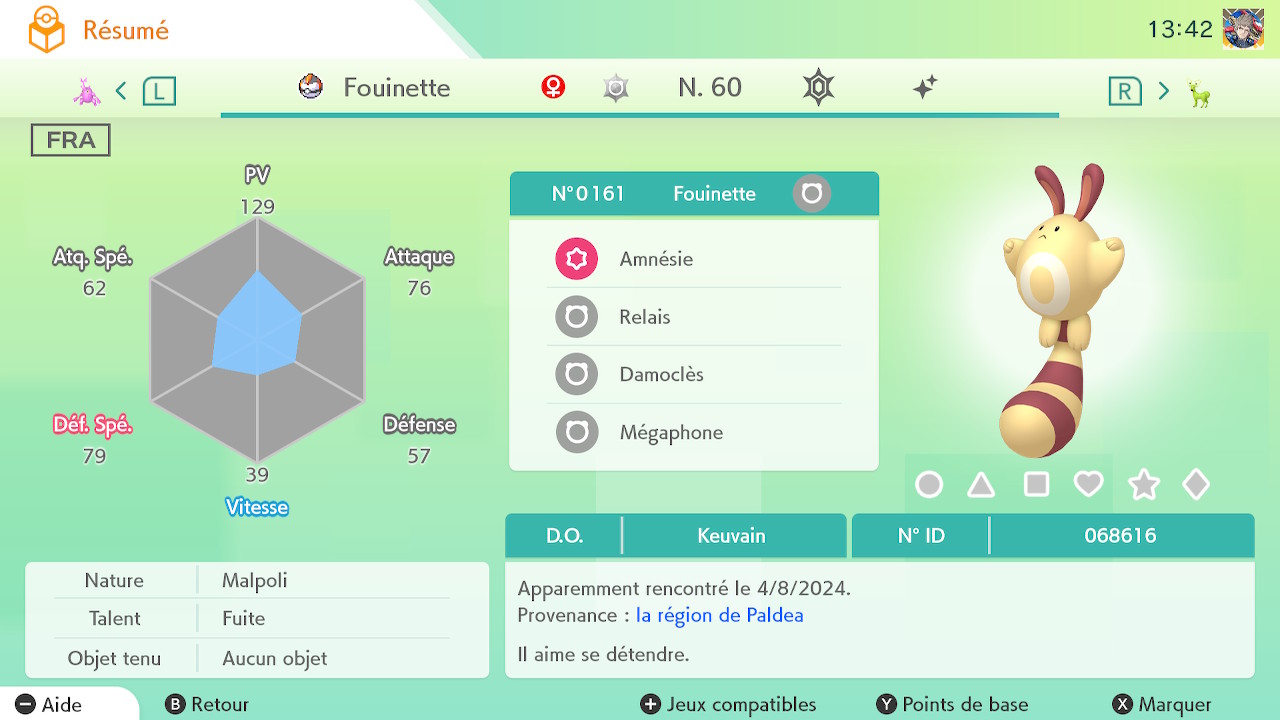 Résumé
13:42
L
Fouinette
N. 60
R
FRA
PV
129
Atq. Spé.
62
Attaque
76
Déf. Spé.
79
Défense
57
39
Vitesse
N°0161 Fouinette
Amnésie
Relais
Damoclès
Mégaphone
D.O. Keuvain N° ID 068616
Nature Malpoli
Talent Fuite
Objet tenu Aucun objet
Apparemment rencontré le 4/8/2024.
Provenance : la région de Paldea
Il aime se détendre.
Aide
B Retour
Jeux compatibles
Y Points de base
X Marquer